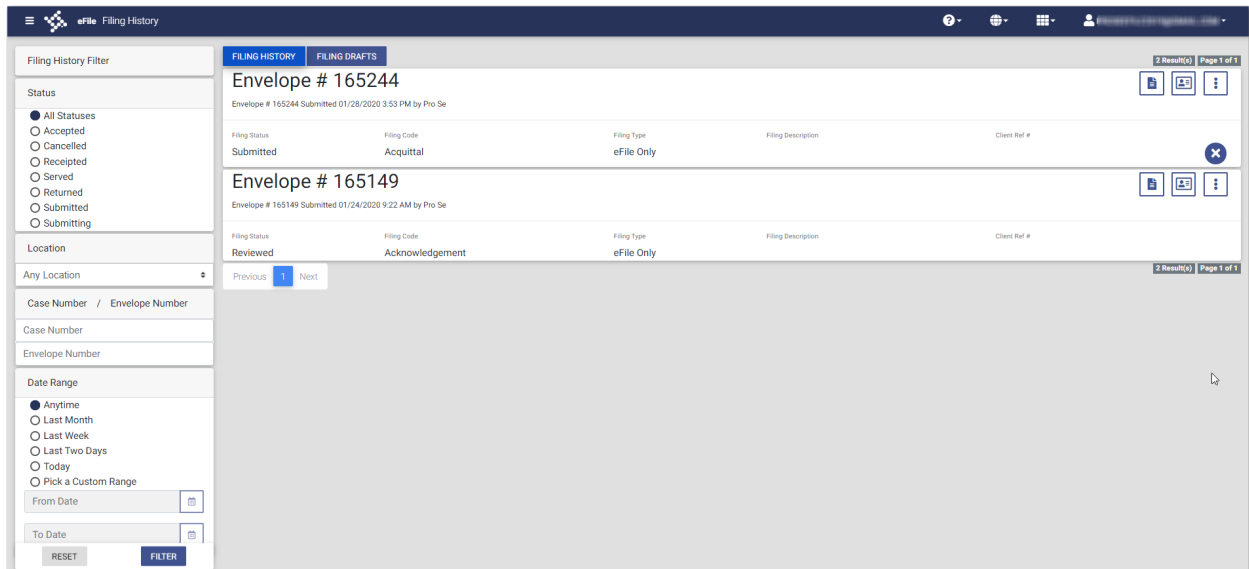 eFile Filing History
Filing History Filter
Status
All Statuses
Accepted
Cancelled
Receipted
Served
Returned
Submitted
Submitting
Location
Any Location
Case Number / Envelope Number
Case Number
Envelope Number
Date Range
Anytime
Last Month
Last Week
Last Two Days
Today
Pick a Custom Range
From Date
To Date
RESET FILTER
FILING HISTORY FILING DRAFTS
2 Result(s) Page 1 of 1
Envelope # 165244
Envelope # 165244 Submitted 01/28/2020 3:53 PM by Pro Se
Filing Status Filing Code Filing Type Filing Description Client Ref #
Submitted Acquittal eFile Only
Envelope # 165149
Envelope # 165149 Submitted 01/24/2020 9:22 AM by Pro Se
Filing Status Filing Code Filing Type Filing Description Client Ref #
Reviewed Acknowledgement eFile Only
Previous 1 Next
2 Result(s) Page 1 of 1